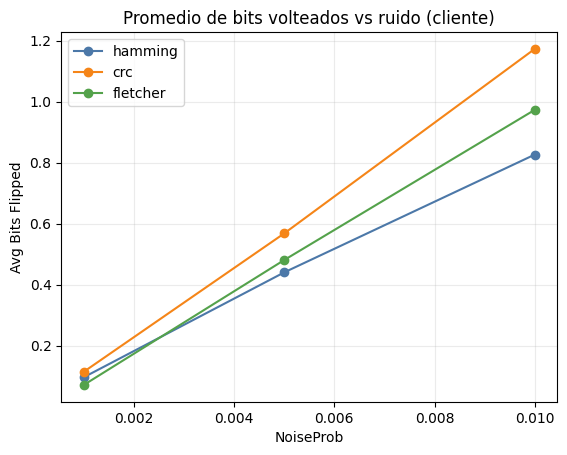 Promedio de bits volteados vs ruido (cliente)
hamming
crc
fletcher
Avg Bits Flipped
1.2
1.0
0.8
0.6
0.4
0.2
0.002 0.004 0.006 0.008 0.010
NoiseProb